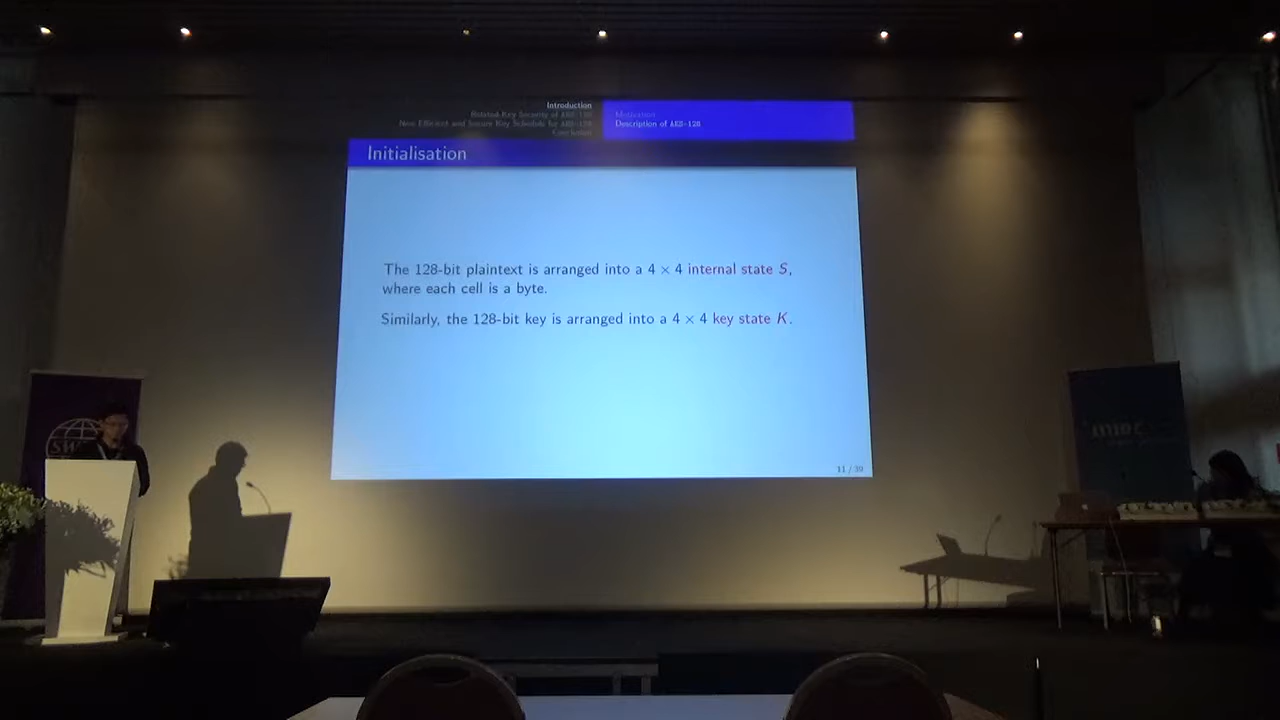 Introduction
Related-Key Security of AES-128
New Efficient and Secure Key Schedule for AES-128
Conclusion
Motivation
Description of AES-128
Initialisation
The 128-bit plaintext is arranged into a 4 × 4 internal state S,
where each cell is a byte.
Similarly, the 128-bit key is arranged into a 4 × 4 key state K.
11 / 30
SW